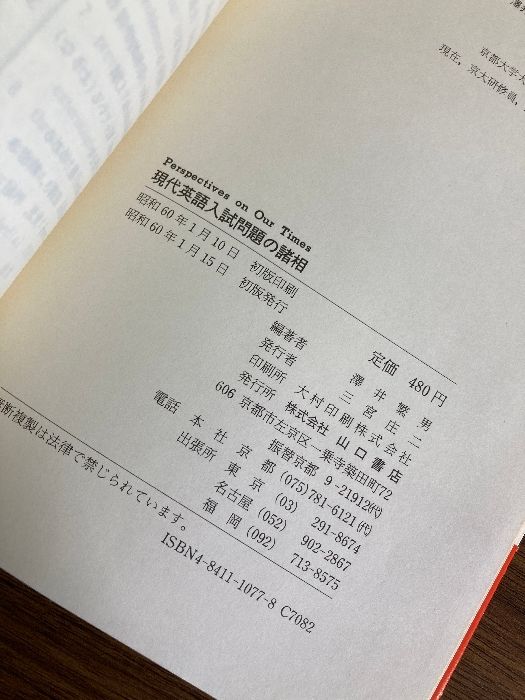 京都大学
現在，京大研修員，
Perspectives on Our Times
現代英語入試問題の諸相
昭和60年1月10日 初版印刷
昭和60年1月15日 初版発行
定価 480円
編著者 澤井繁男
発行者 三宮庄二
印刷所 大村印刷株式会社
発行所 株式会社 山口書店
606 京都市左京区一乗寺築田町72
振替京都 9-21912(代)
電話 本社 京都(075)781-6121(代)
出張所 東京(03) 291-8674
名古屋(052) 902-2867
福岡(092) 713-8575
断複製は法律で禁じられています。
ISBN4-8411-1077-8 C7082